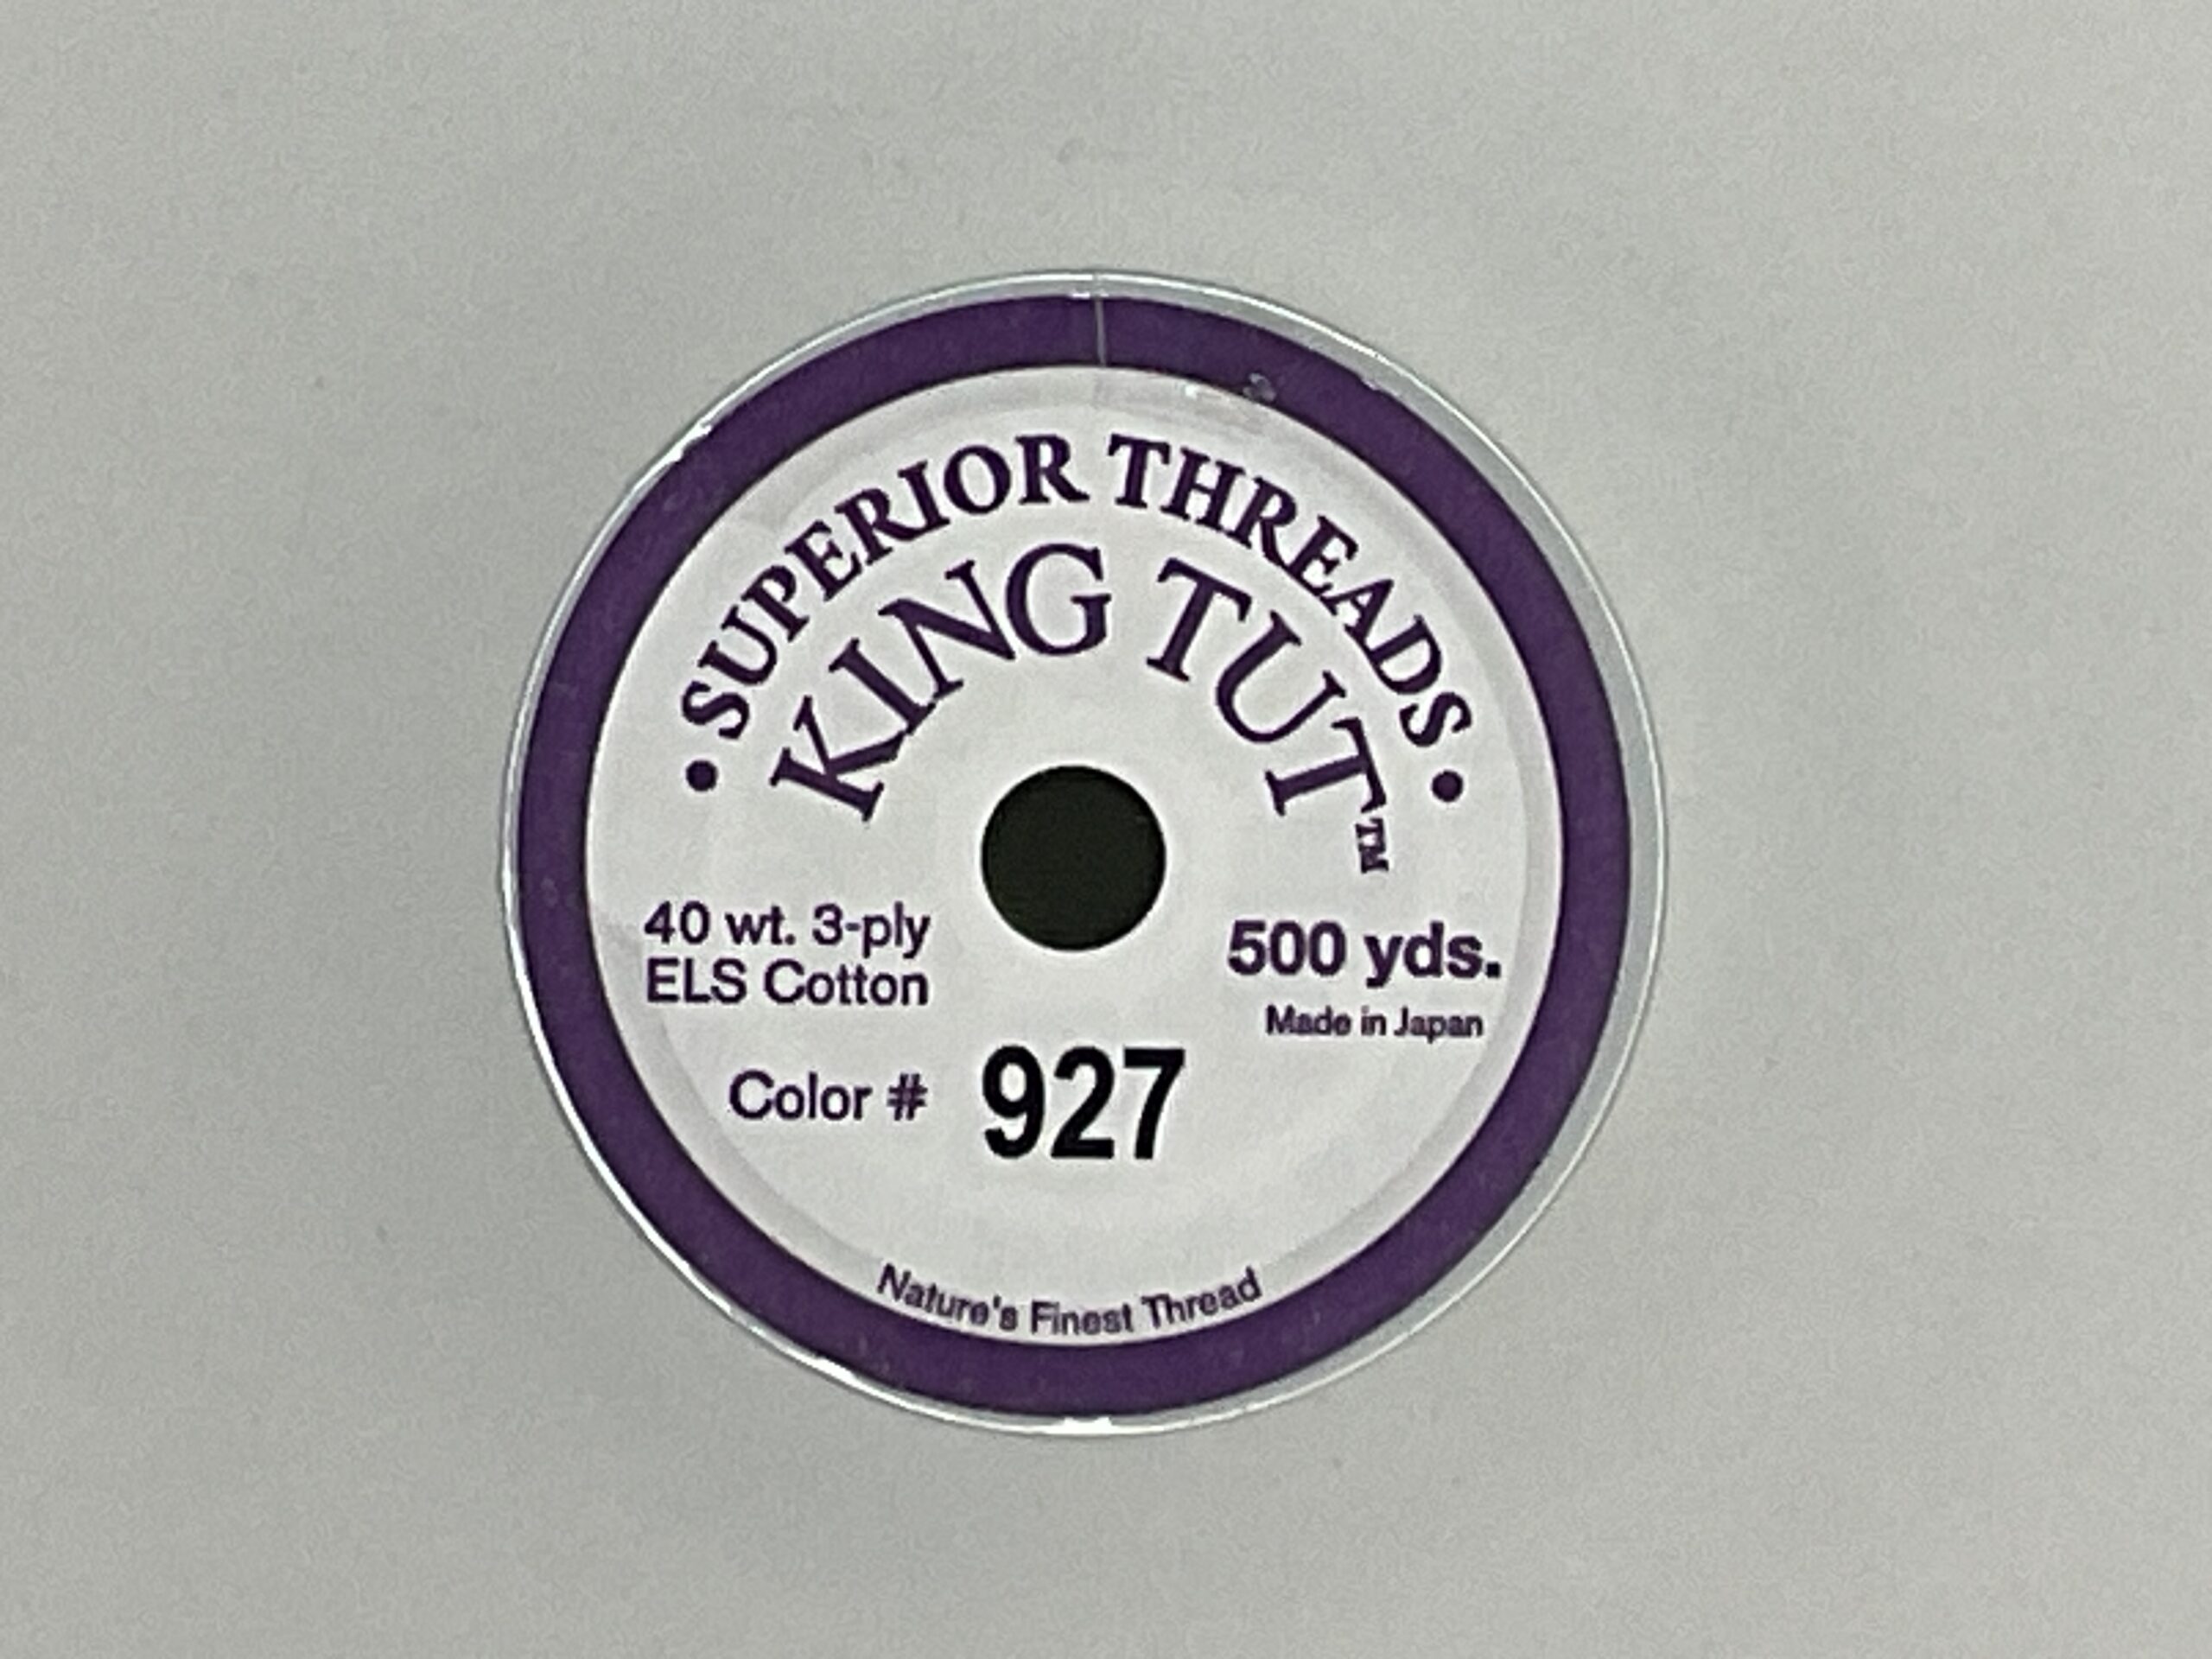 • SUPERIOR THREADS •
KING TUT™
40 wt. 3-ply
ELS Cotton
500 yds.
Made in Japan
Color # 927
Nature's Finest Thread